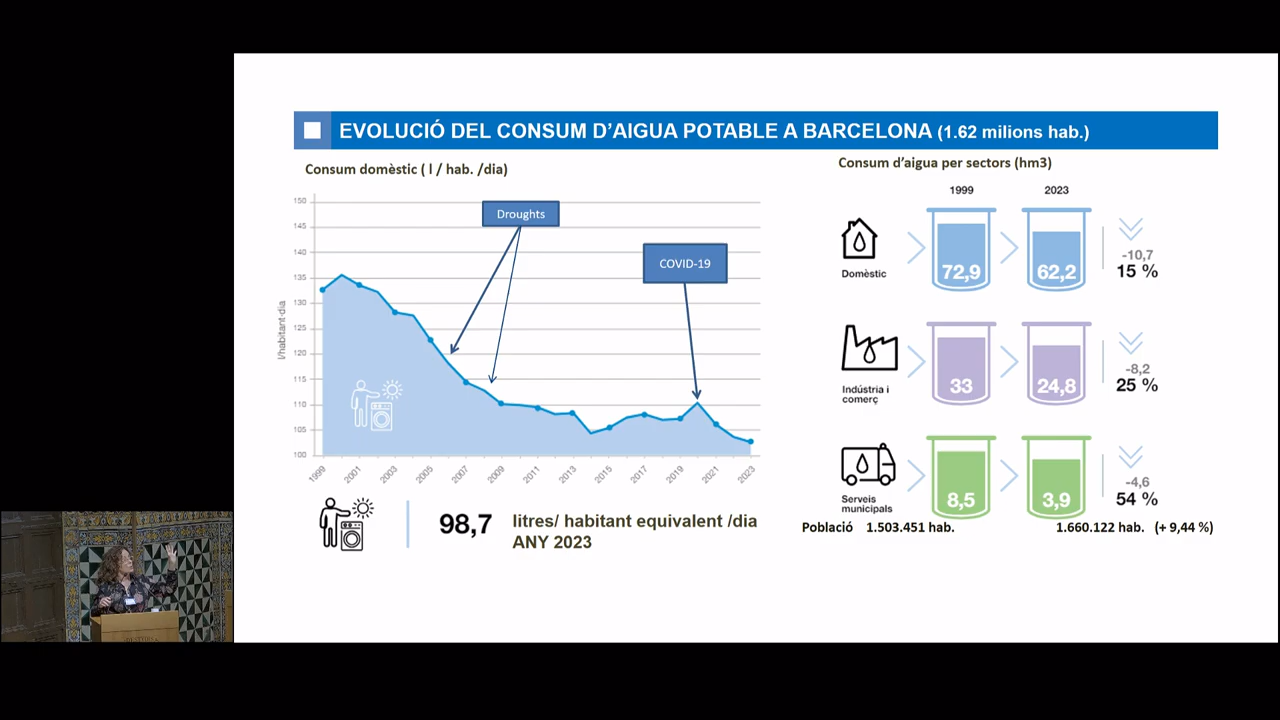 EVOLUCIÓ DEL CONSUM D'AIGUA POTABLE A BARCELONA (1.62 milions hab.)
Consum domèstic ( l / hab. /dia)
l/habitant·dia
150
145
140
135
130
125
120
115
110
105
100
1999
2001
2003
2005
2007
2009
2011
2013
2015
2017
2019
2021
2023
Droughts
COVID-19
98,7
litres/ habitant equivalent /dia
ANY 2023
Consum d'aigua per sectors (hm3)
1999 2023
Domèstic
72,9 62,2
-10,7
15 %
Indústria i
comerç
33 24,8
-8,2
25 %
Serveis
municipals
8,5 3,9
-4,6
54 %
Població 1.503.451 hab. 1.660.122 hab. (+ 9,44 %)